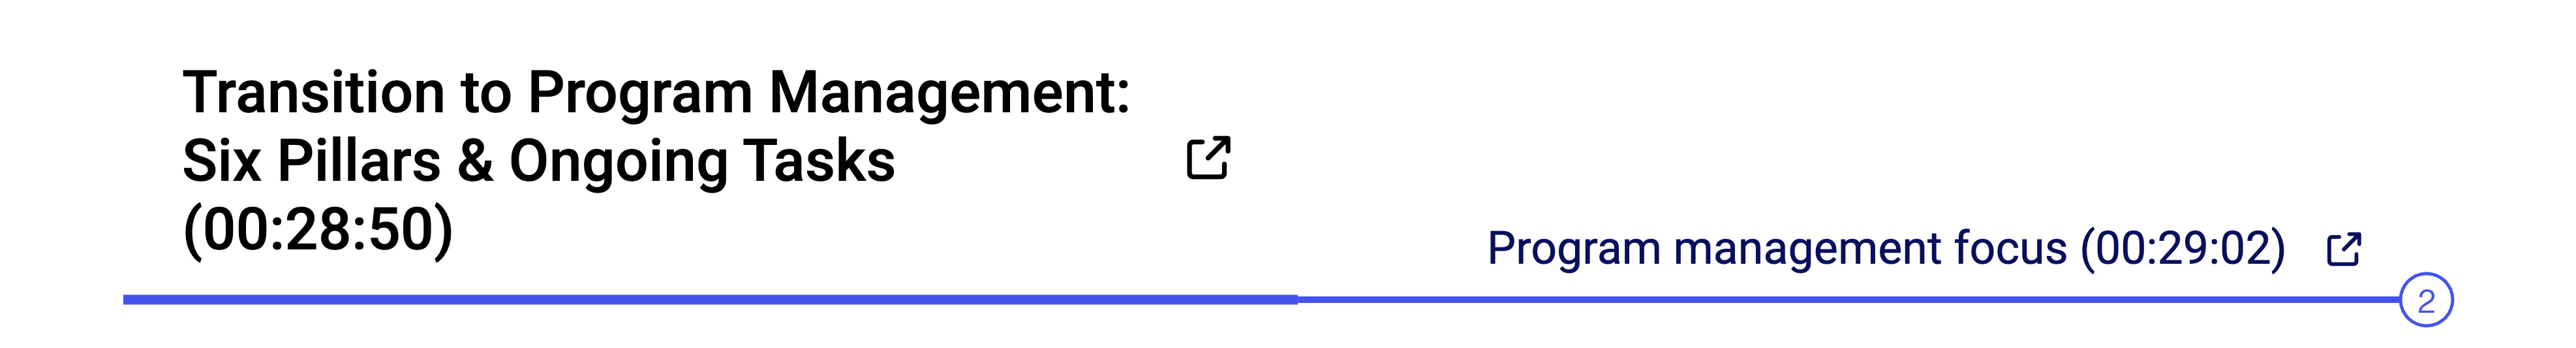 Transition to Program Management:
Six Pillars & Ongoing Tasks
(00:28:50)
Program management focus (00:29:02)
2